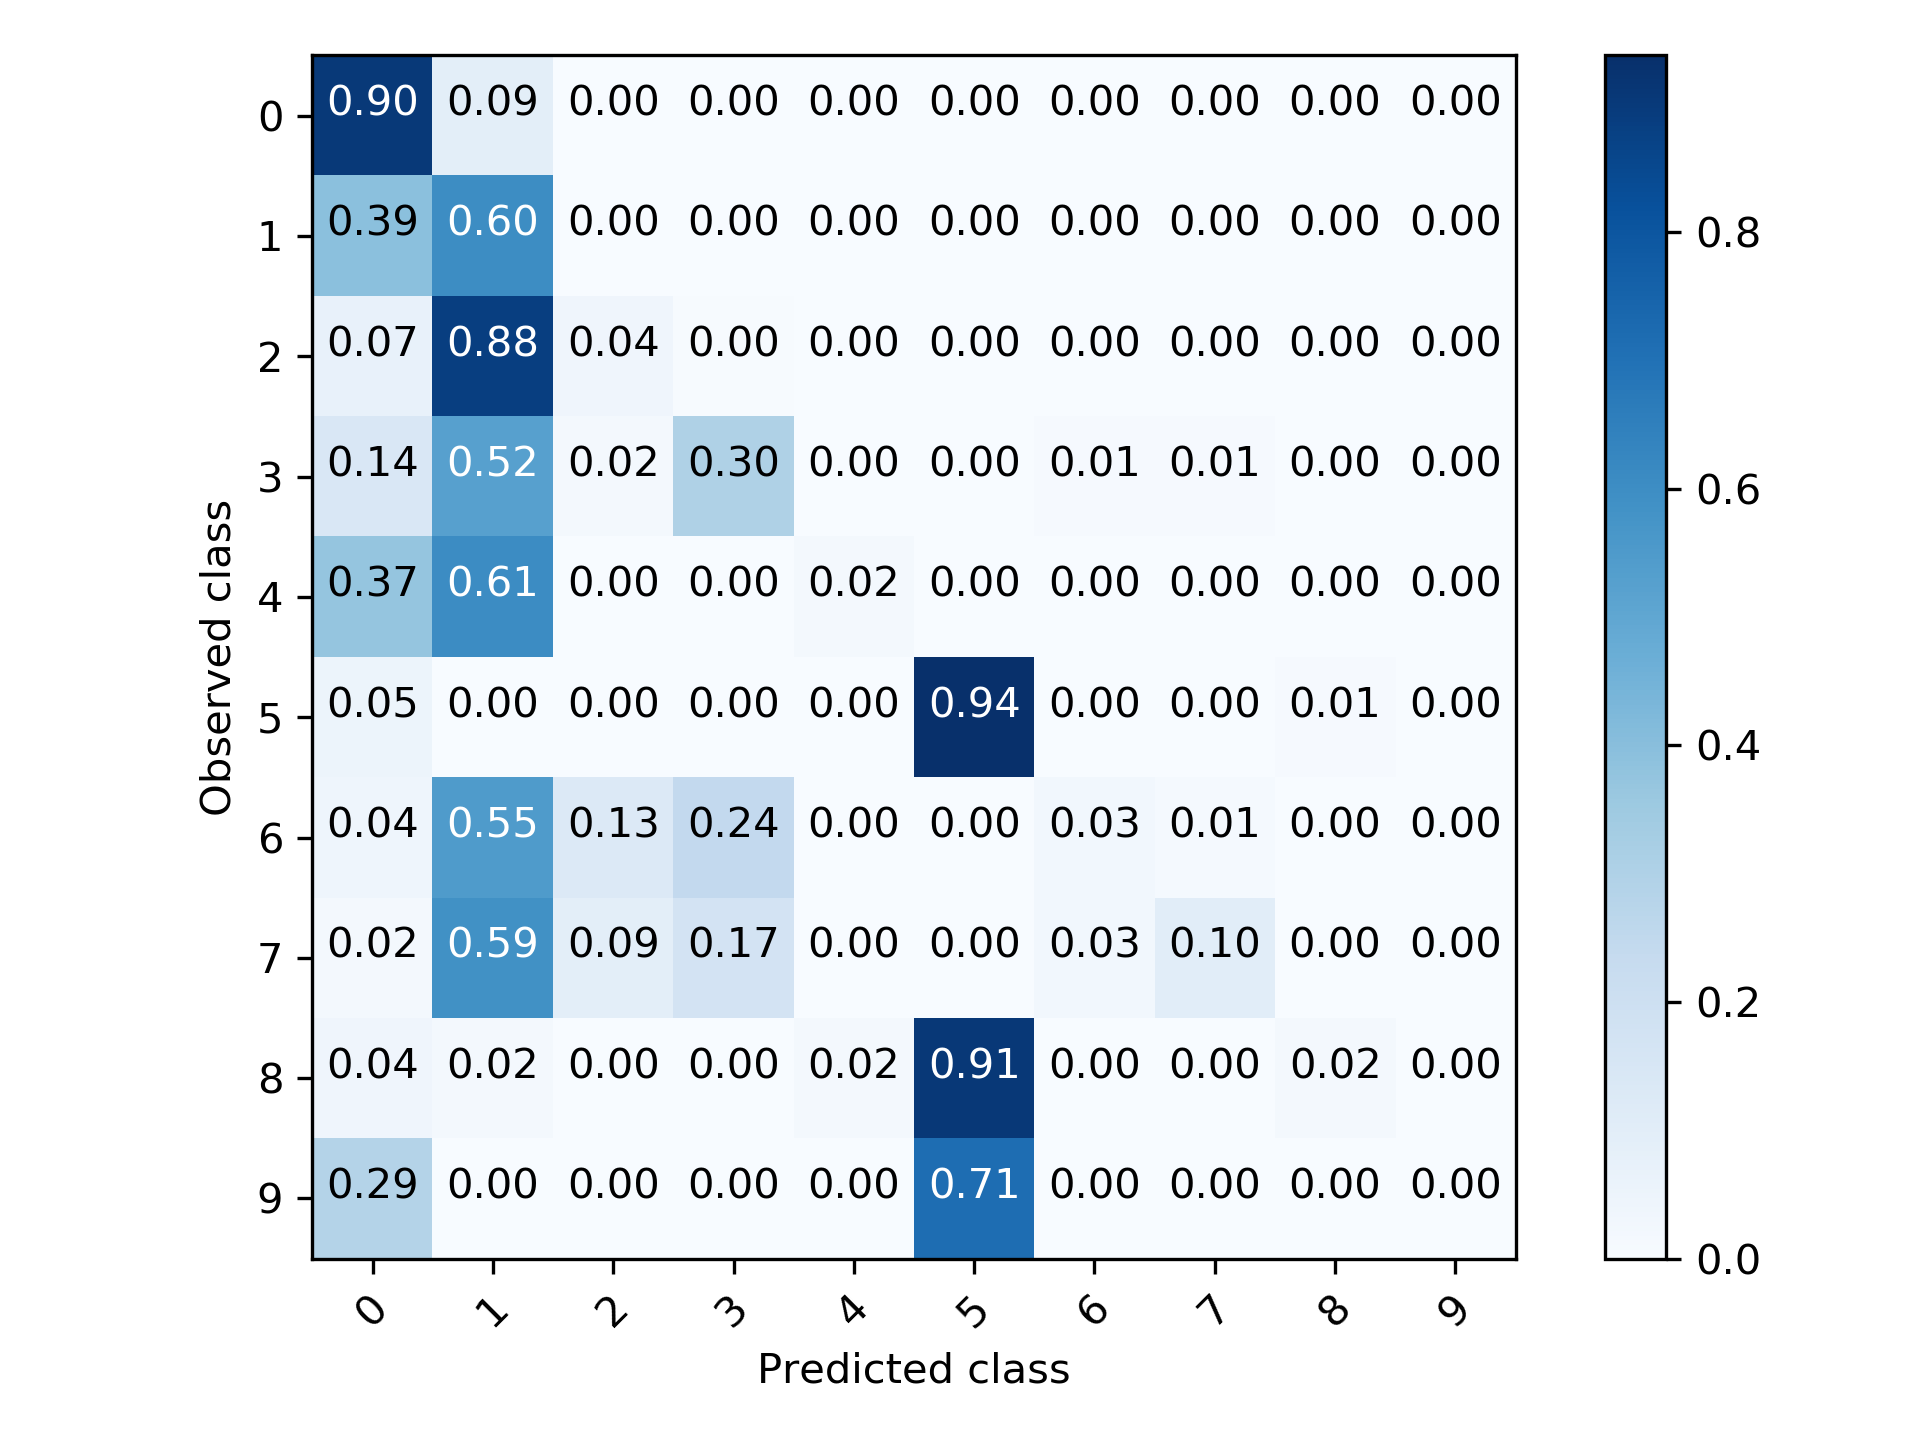 0 0.90 0.09 0.00 0.00 0.00 0.00 0.00 0.00 0.00 0.00
1 0.39 0.60 0.00 0.00 0.00 0.00 0.00 0.00 0.00 0.00
2 0.07 0.88 0.04 0.00 0.00 0.00 0.00 0.00 0.00 0.00
3 0.14 0.52 0.02 0.30 0.00 0.00 0.01 0.01 0.00 0.00
4 0.37 0.61 0.00 0.00 0.02 0.00 0.00 0.00 0.00 0.00
5 0.05 0.00 0.00 0.00 0.00 0.94 0.00 0.00 0.01 0.00
6 0.04 0.55 0.13 0.24 0.00 0.00 0.03 0.01 0.00 0.00
7 0.02 0.59 0.09 0.17 0.00 0.00 0.03 0.10 0.00 0.00
8 0.04 0.02 0.00 0.00 0.02 0.91 0.00 0.00 0.02 0.00
9 0.29 0.00 0.00 0.00 0.00 0.71 0.00 0.00 0.00 0.00
0 1 2 3 4 5 6 7 8 9
Predicted class
Observed class
0.8
0.6
0.4
0.2
0.0